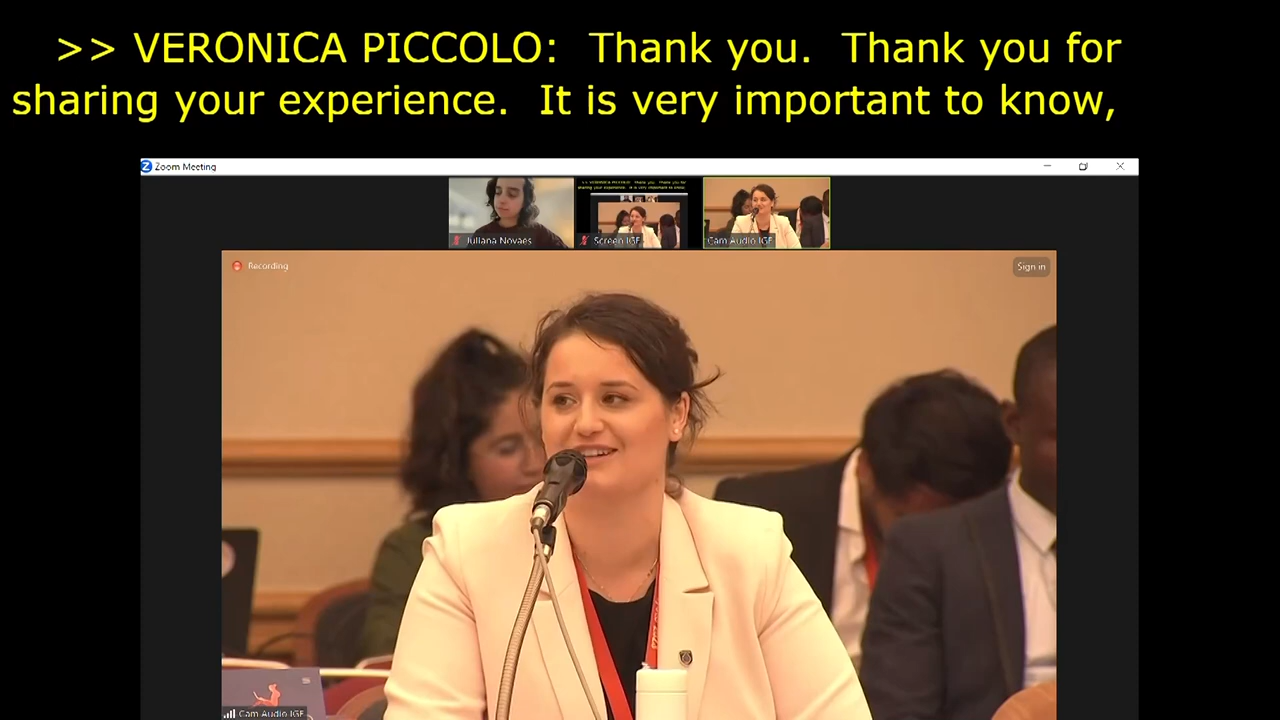 >> VERONICA PICCOLO:  Thank you.  Thank you for
sharing your experience.  It is very important to know,
Zoom Meeting
Juliana Novaes
Screen IGF
Cam Audio IGF
Recording
Sign in
Cam Audio IGF